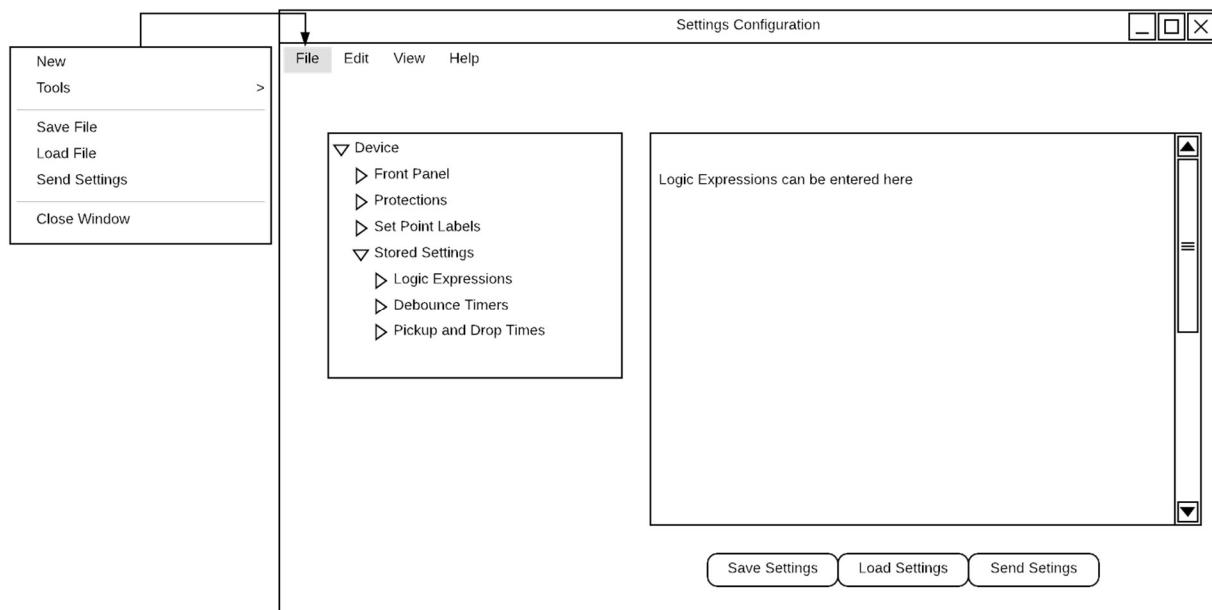 Settings Configuration
File Edit View Help
New
Tools >
Save File
Load File
Send Settings
Close Window
Device
Front Panel
Protections
Set Point Labels
Stored Settings
Logic Expressions
Debounce Timers
Pickup and Drop Times
Logic Expressions can be entered here
Save Settings Load Settings Send Setings